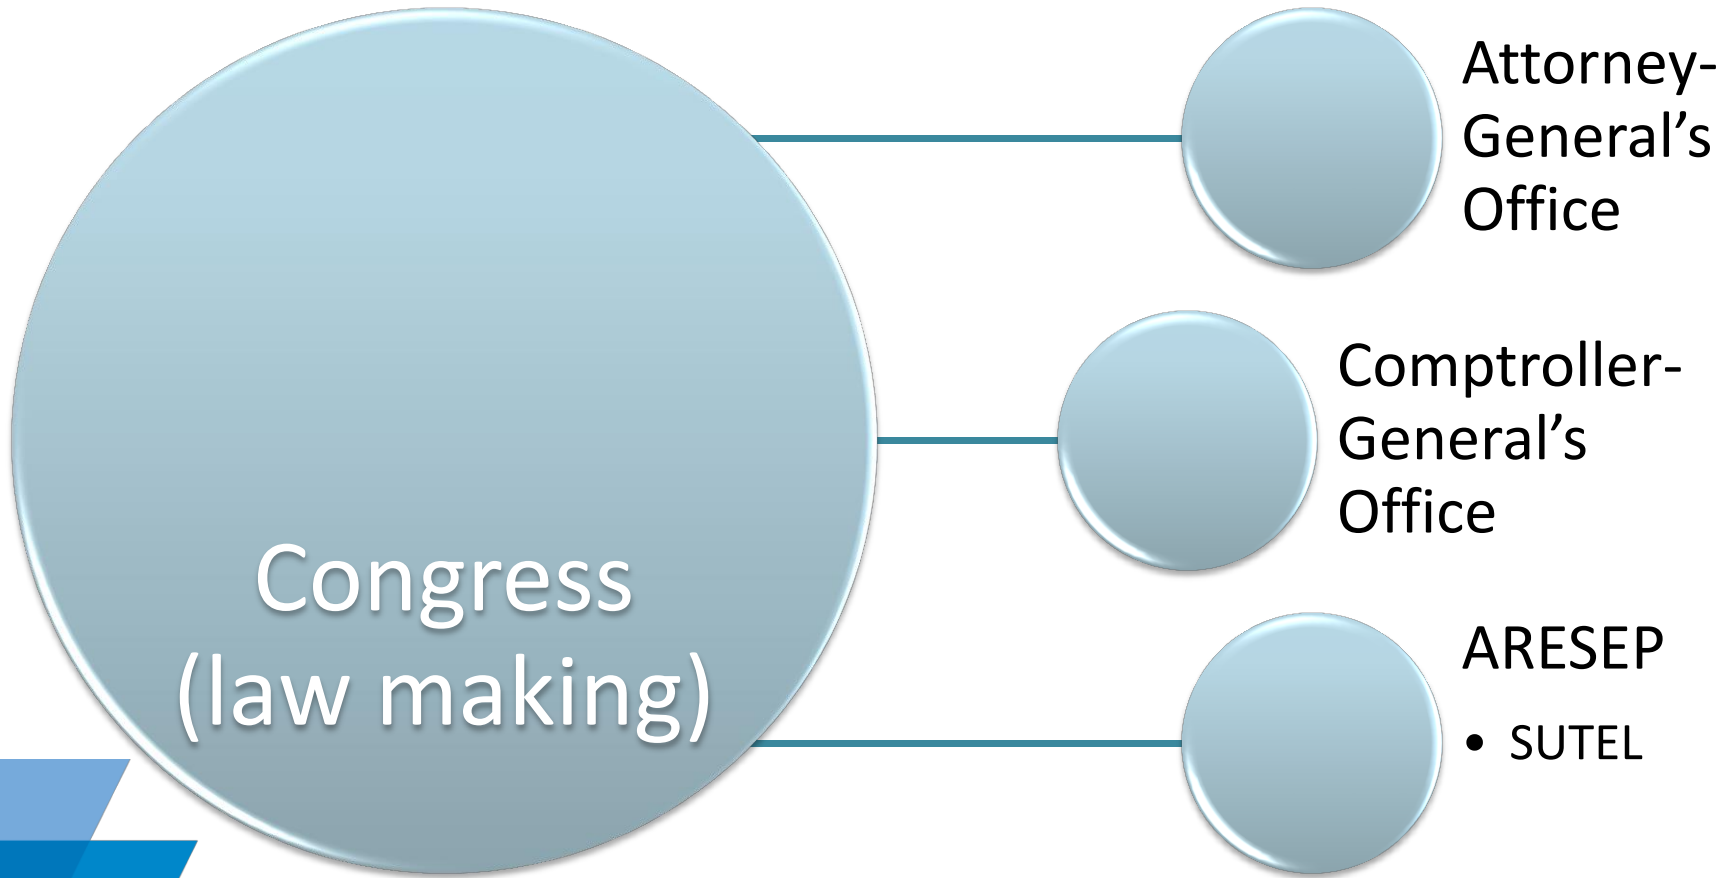 Congress
(law making)
Attorney-
General’s
Office
Comptroller-
General’s
Office
ARESEP
• SUTEL